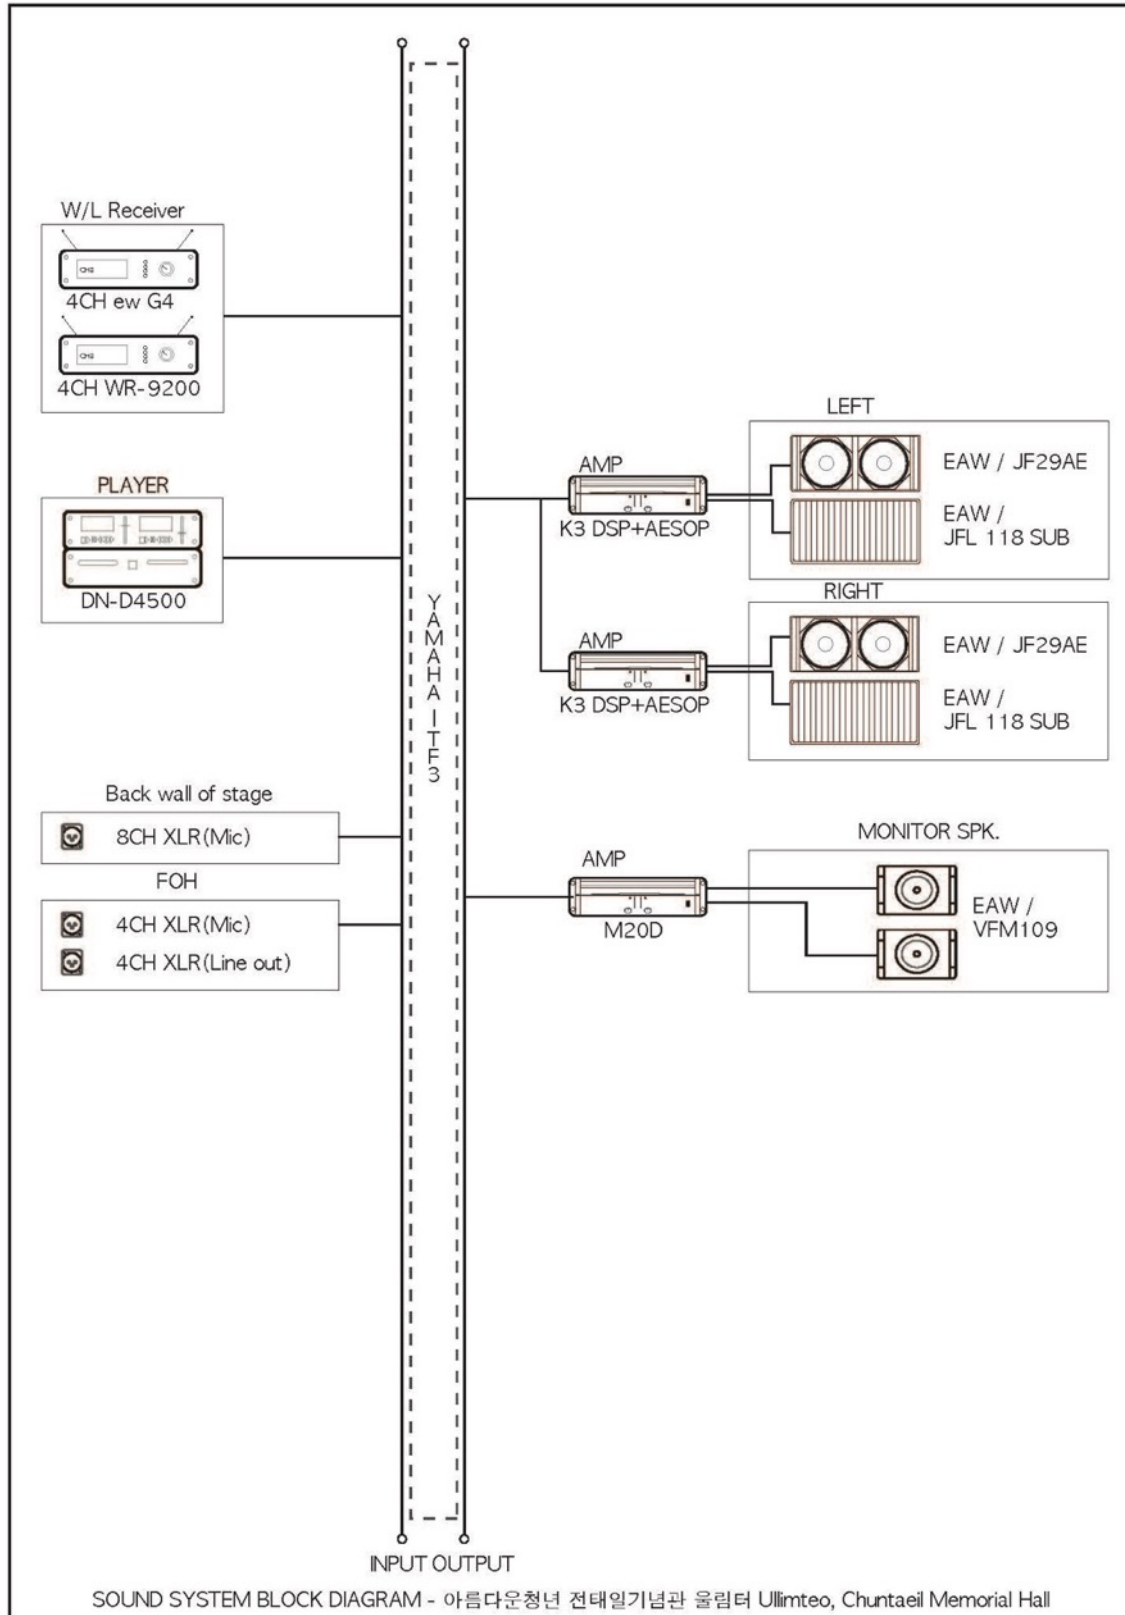 W/L Receiver
CH2
4CH ew G4
CH2
4CH WR-9200
PLAYER
DN-D4500
Back wall of stage
8CH XLR(Mic)
FOH
4CH XLR(Mic)
4CH XLR(Line out)
YAMAHA ITF3
AMP
K3 DSP+AESOP
LEFT
EAW / JF29AE
EAW /
JFL 118 SUB
AMP
K3 DSP+AESOP
RIGHT
EAW / JF29AE
EAW /
JFL 118 SUB
AMP
M20D
MONITOR SPK.
EAW /
VFM109
INPUT OUTPUT
SOUND SYSTEM BLOCK DIAGRAM - 아름다운청년 전태일기념관 울림터 Ullimteo, Chuntaeil Memorial Hall